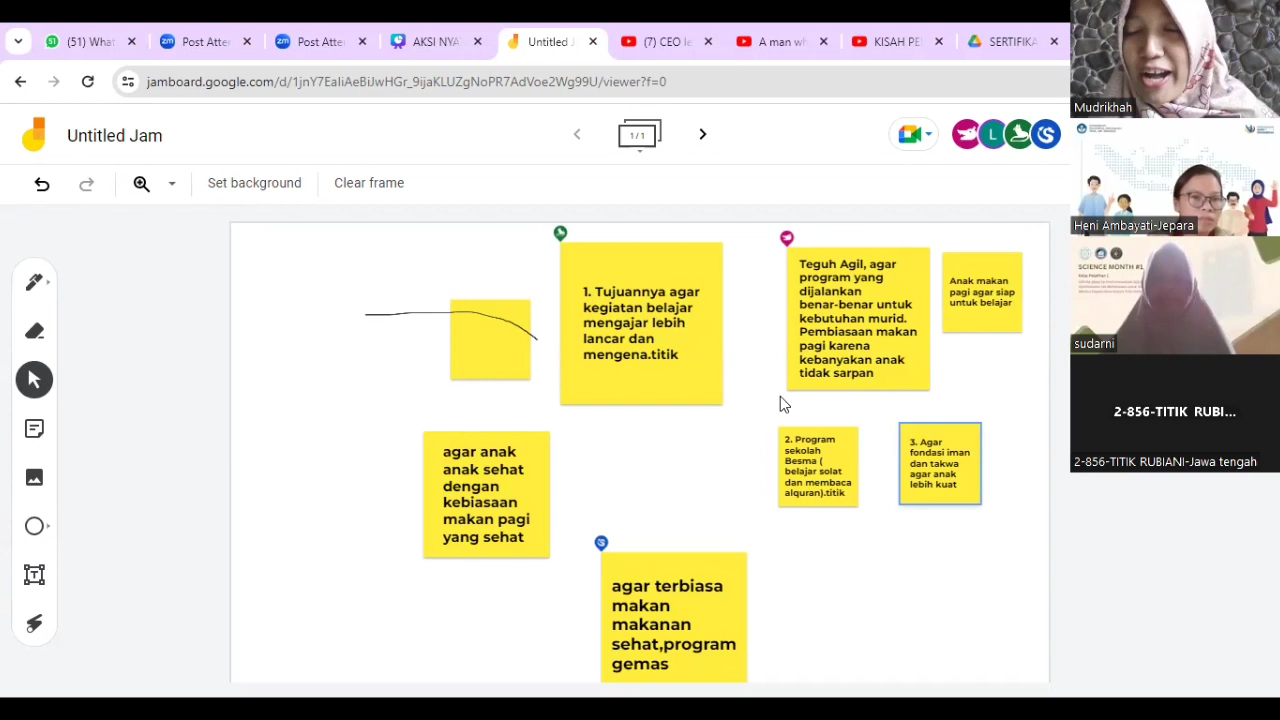 (51) What
Post Atte
Post Atte
AKSI NYA
Untitled J
(7) CEO le
A man wh
KISAH PE
SERTIFIKA
jamboard.google.com/d/1jnY7EaIiAeBiJwHGr_9ijaKLUZgNoPR7AdVoe2Wg99U/viewer?f=0
Untitled Jam
1/1
L
Set background
Clear frame
1. Tujuannya agar
kegiatan belajar
mengajar lebih
lancar dan
mengena.titik
Teguh Agil, agar
program yang
dijalankan
benar-benar untuk
kebutuhan murid.
Pembiasaan makan
pagi karena
kebanyakan anak
tidak sarpan
Anak makan
pagi agar siap
untuk belajar
agar anak
anak sehat
dengan
kebiasaan
makan pagi
yang sehat
2. Program
sekolah
Besma (
belajar solat
dan membaca
alquran).titik
3. Agar
fondasi iman
dan takwa
agar anak
lebih kuat
agar terbiasa
makan
makanan
sehat,program
gemas
Mudrikhah
Heni Ambayati-Jepara
SCIENCE MONTH #1
sudarni
2-856-TITIK RUBI...
2-856-TITIK RUBIANI-Jawa tengah